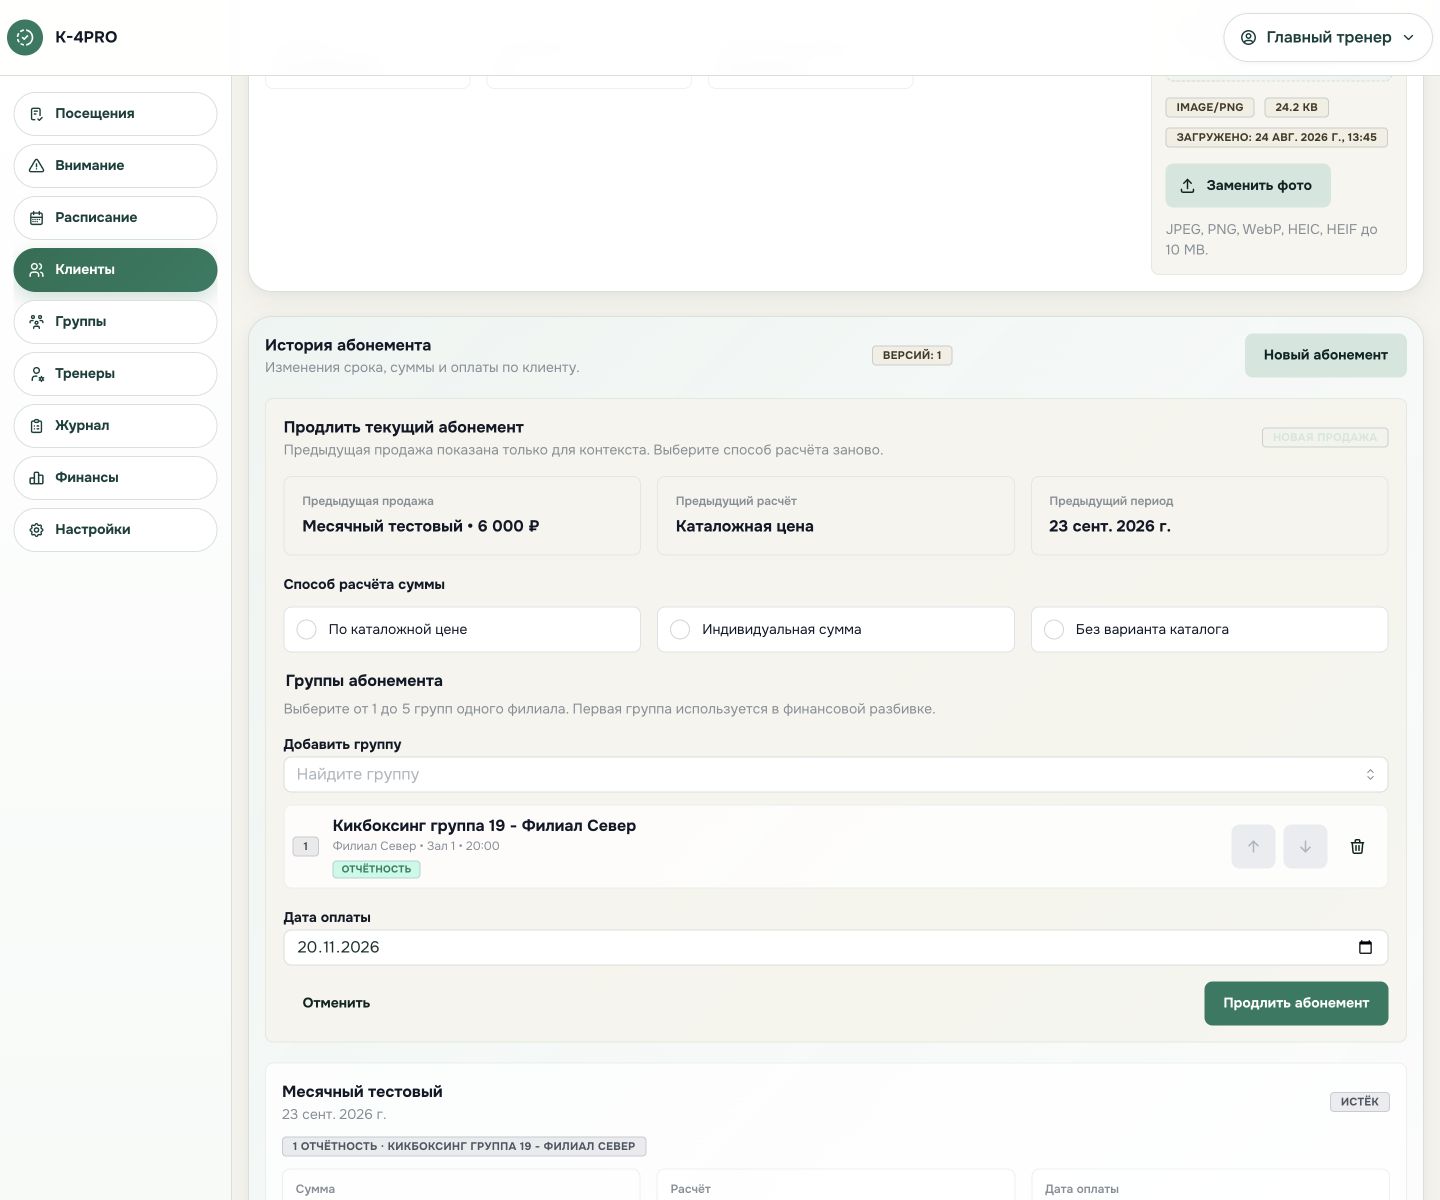 K-4PRO
Главный тренер
Посещения
Внимание
Расписание
Клиенты
Группы
Тренеры
Журнал
Финансы
Настройки
IMAGE/PNG
24.2 KB
ЗАГРУЖЕНО: 24 АВГ. 2026 Г., 13:45
Заменить фото
JPEG, PNG, WebP, HEIC, HEIF до
10 MB.
История абонемента
Изменения срока, суммы и оплаты по клиенту.
ВЕРСИЙ: 1
Новый абонемент
Продлить текущий абонемент
Предыдущая продажа показана только для контекста. Выберите способ расчёта заново.
НОВАЯ ПРОДАЖА
Предыдущая продажа
Месячный тестовый • 6 000 ₽
Предыдущий расчёт
Каталожная цена
Предыдущий период
23 сент. 2026 г.
Способ расчёта суммы
По каталожной цене
Индивидуальная сумма
Без варианта каталога
Группы абонемента
Выберите от 1 до 5 групп одного филиала. Первая группа используется в финансовой разбивке.
Добавить группу
Найдите группу
1
Кикбоксинг группа 19 - Филиал Север
Филиал Север • Зал 1 • 20:00
ОТЧЁТНОСТЬ
Дата оплаты
20.11.2026
Отменить
Продлить абонемент
Месячный тестовый
23 сент. 2026 г.
ИСТЁК
1 ОТЧЁТНОСТЬ · КИКБОКСИНГ ГРУППА 19 - ФИЛИАЛ СЕВЕР
Сумма
Расчёт
Дата оплаты